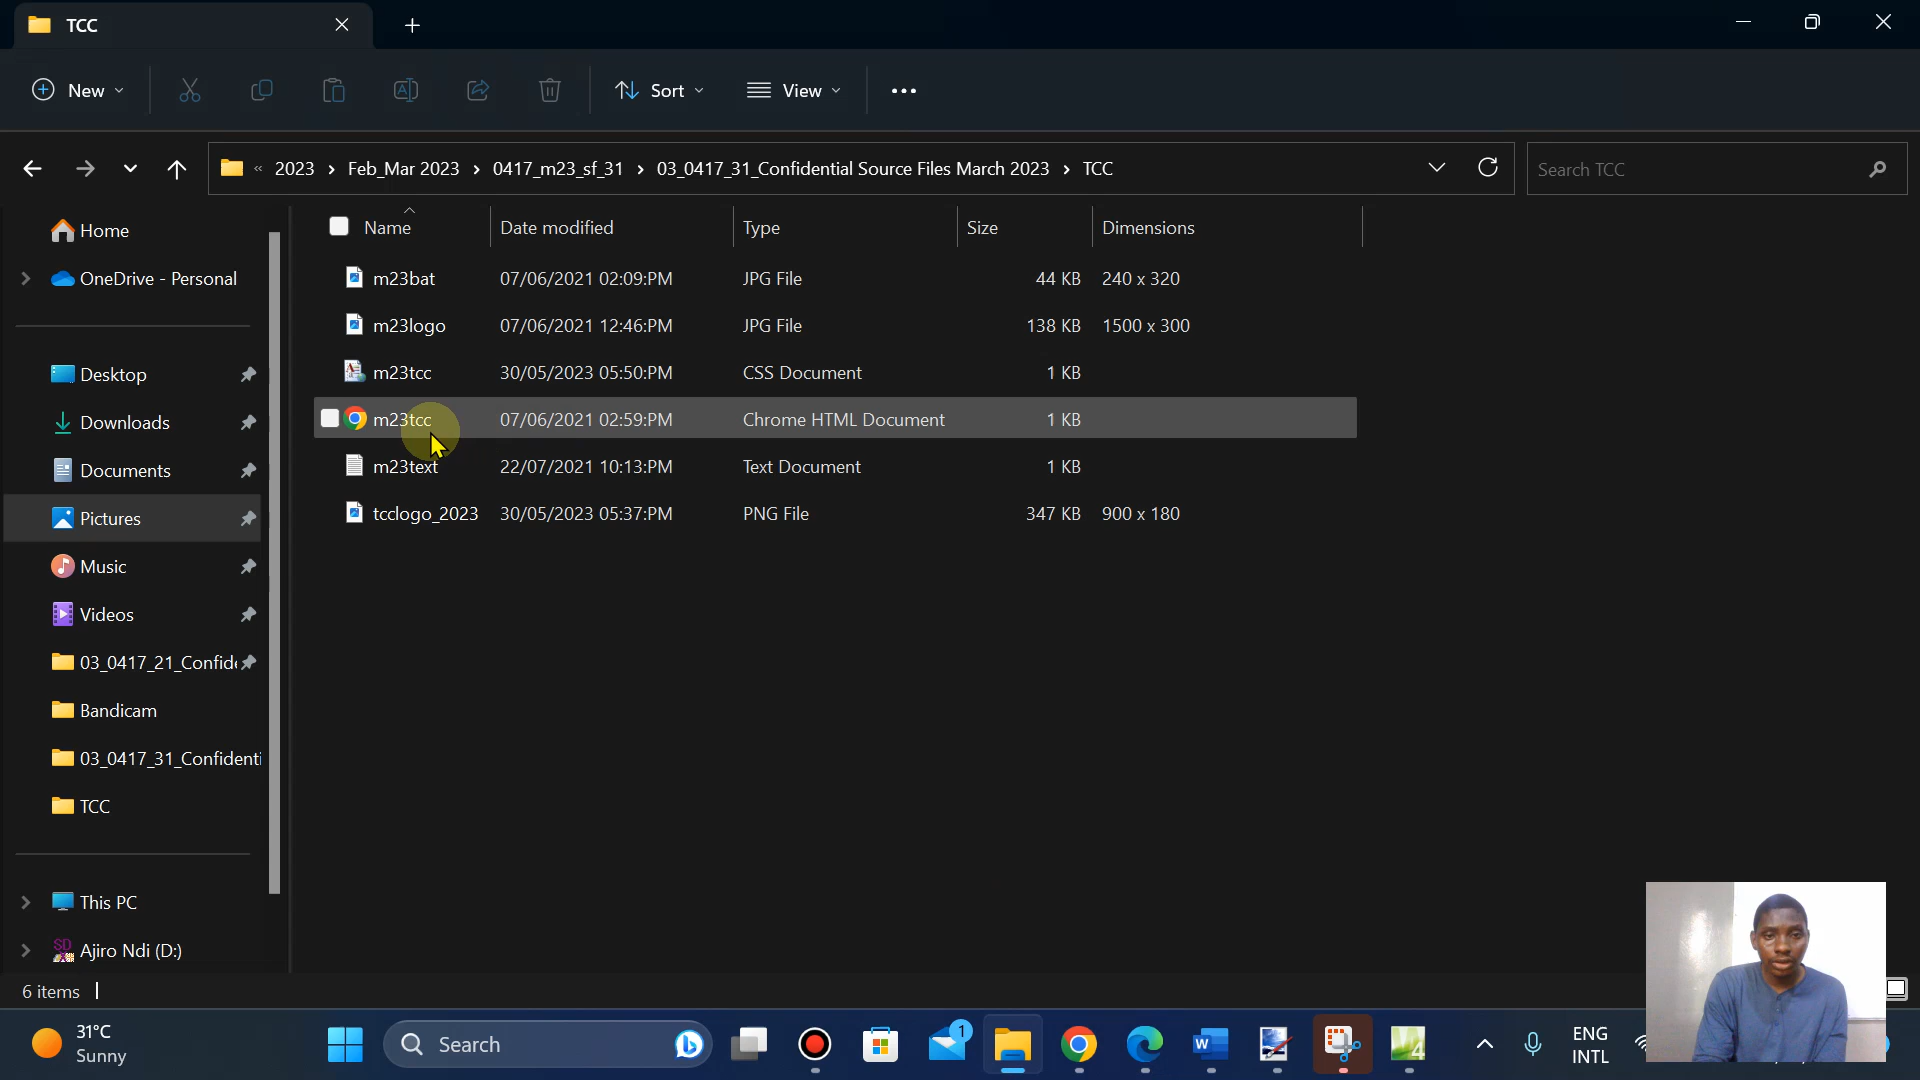 TCC
New
Sort
View
« 2023 > Feb_Mar 2023 > 0417_m23_sf_31 > 03_0417_31_Confidential Source Files March 2023 > TCC
Search TCC
Name Date modified Type Size Dimensions
m23bat 07/06/2021 02:09:PM JPG File 44 KB 240 x 320
m23logo 07/06/2021 12:46:PM JPG File 138 KB 1500 x 300
m23tcc 30/05/2023 05:50:PM CSS Document 1 KB
m23tcc 07/06/2021 02:59:PM Chrome HTML Document 1 KB
m23text 22/07/2021 10:13:PM Text Document 1 KB
tcclogo_2023 30/05/2023 05:37:PM PNG File 347 KB 900 x 180
Home
OneDrive - Personal
Desktop
Downloads
Documents
Pictures
Music
Videos
03_0417_21_Confide
Bandicam
03_0417_31_Confidenti
TCC
This PC
Ajiro Ndi (D:)
6 items
31°C
Sunny
Search
1
ENG
INTL